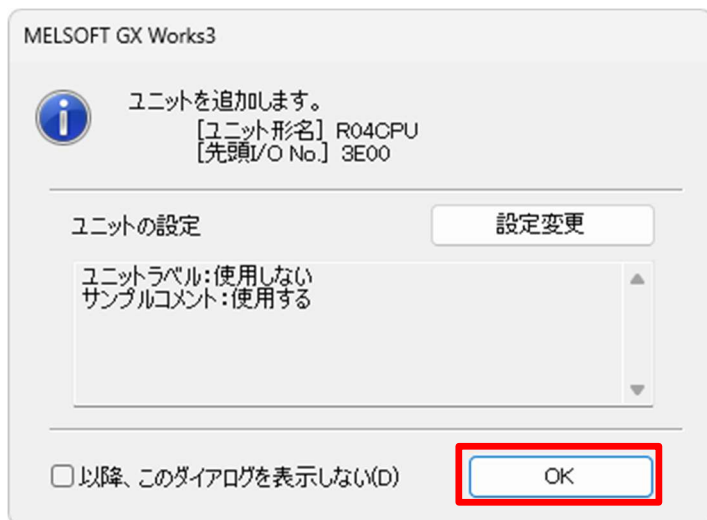 MELSOFT GX Works3
ユニットを追加します。
[ユニット形名] R04CPU
[先頭I/O No.] 3E00
ユニットの設定
設定変更
ユニットラベル:使用しない
サンプルコメント:使用する
以降、このダイアログを表示しない(D)
OK